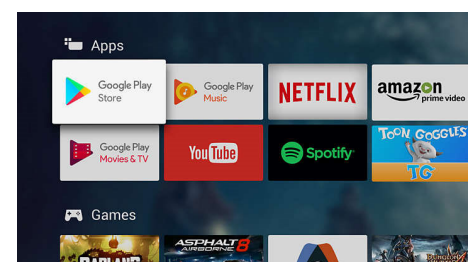 Apps
Google Play
Store
Google Play
Music
NETFLIX
amazon
prime video
Google Play
Movies & TV
YouTube
Spotify
TOON GOGGLES
TG
Games
BADLAND
ASPHALT 8
AIRBORNE